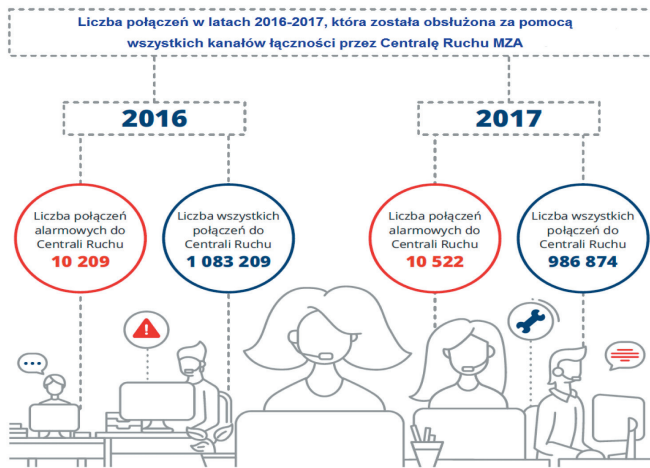 Liczba połączeń w latach 2016-2017, która została obsłużona za pomocą
wszystkich kanałów łączności przez Centralę Ruchu MZA
2016
2017
Liczba połączeń
alarmowych do
Centrali Ruchu
10 209
Liczba wszystkich
połączeń do
Centrali Ruchu
1 083 209
Liczba połączeń
alarmowych do
Centrali Ruchu
10 522
Liczba wszystkich
połączeń do
Centrali Ruchu
986 874